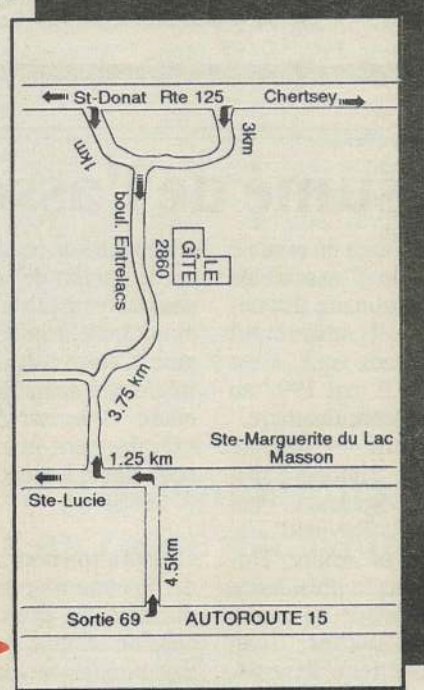 St-Donat Rte 125 Chertsey
1km
3km
boul. Entrelacs
2860
GÎTE
LE
3.75 km
Ste-Marguerite du Lac
Masson
1.25 km
Ste-Lucie
4.5km
Sortie 69 AUTOROUTE 15